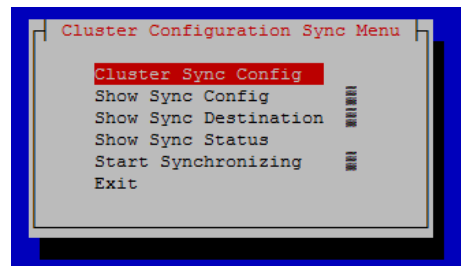 Cluster Configuration Sync Menu
Cluster Sync Config
Show Sync Config
Show Sync Destination
Show Sync Status
Start Synchronizing
Exit